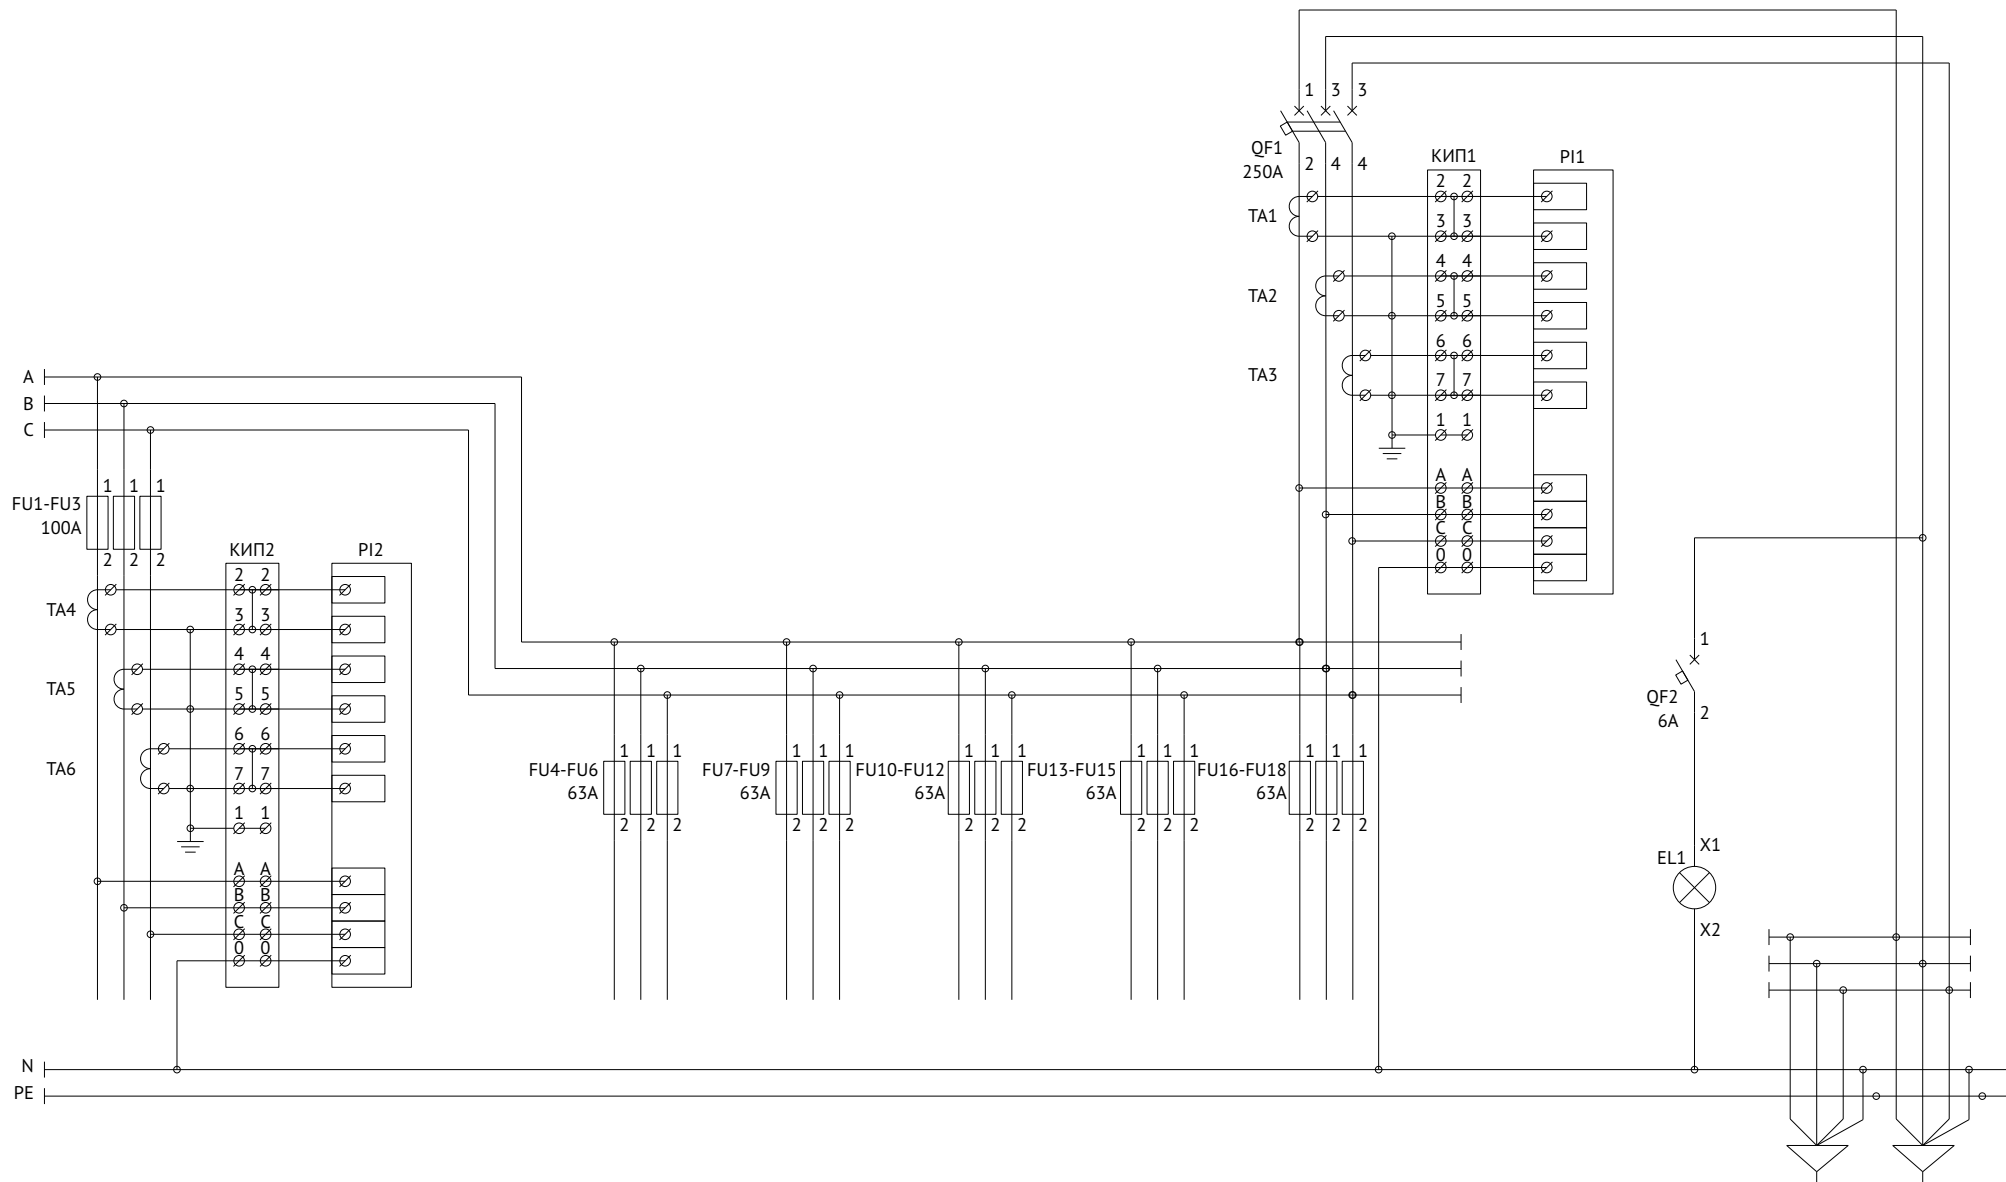 1 3 3
QF1
250A
2 4 4
КИП1
PI1
2 2
TA1
3 3
4 4
TA2
5 5
6 6
TA3
7 7
1 1
A A
B B
C C
0 0
A
B
C
1 1 1
FU1-FU3
100A
2 2 2
КИП2
PI2
2 2
TA4
3 3
4 4
TA5
5 5
6 6
TA6
7 7
1 1
A A
B B
C C
0 0
1 1 1
FU4-FU6
63A
2 2 2
1 1 1
FU7-FU9
63A
2 2 2
1 1 1
FU10-FU12
63A
2 2 2
1 1 1
FU13-FU15
63A
2 2 2
1 1 1
FU16-FU18
63A
2 2 2
1
QF2
6A
2
X1
EL1
X2
N
PE